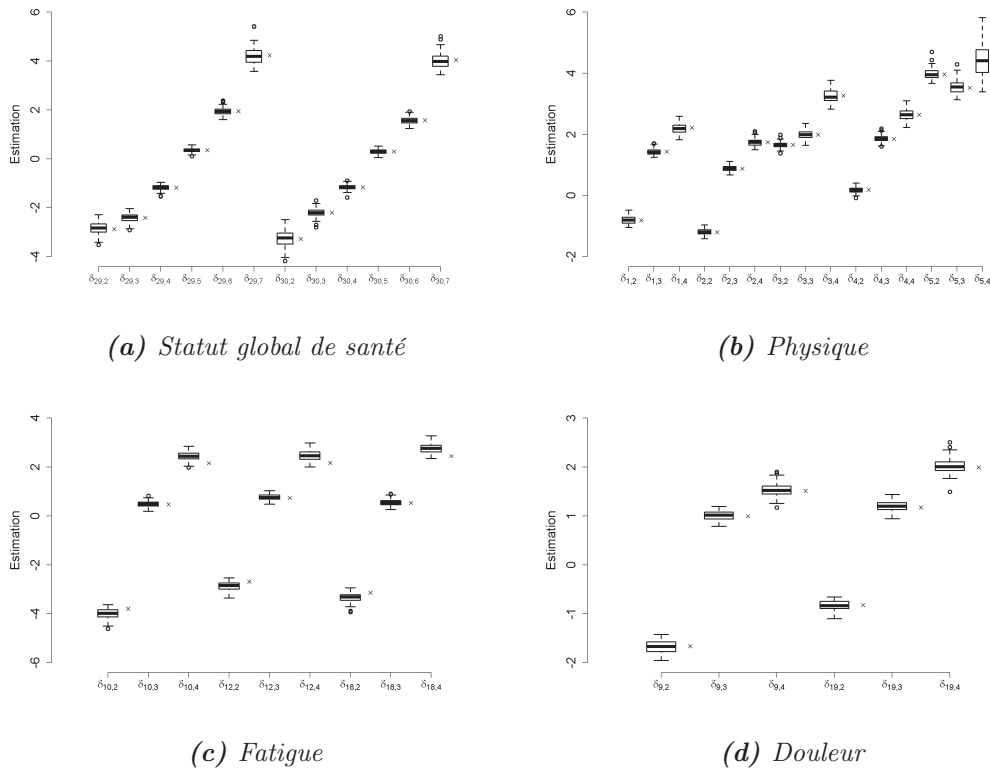 Estimation
6
4
2
0
-2
-4
δ29,2 δ29,3 δ29,4 δ29,5 δ29,6 δ29,7 δ30,2 δ30,3 δ30,4 δ30,5 δ30,6 δ30,7
(a) Statut global de santé
Estimation
6
4
2
0
-2
δ1,2 δ1,3 δ1,4 δ2,2 δ2,3 δ2,4 δ3,2 δ3,3 δ3,4 δ4,2 δ4,3 δ4,4 δ5,2 δ5,3 δ5,4
(b) Physique
Estimation
4
2
0
-2
-4
-6
δ10,2 δ10,3 δ10,4 δ12,2 δ12,3 δ12,4 δ18,2 δ18,3 δ18,4
(c) Fatigue
Estimation
3
2
1
0
-1
-2
δ9,2 δ9,3 δ9,4 δ19,2 δ19,3 δ19,4
(d) Douleur